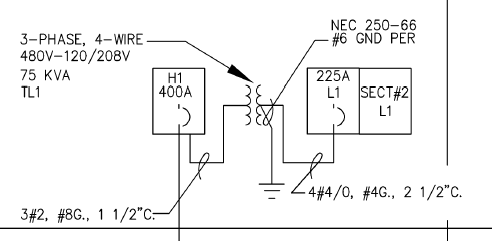 NEC 250-66
#6 GND PER
3-PHASE, 4-WIRE
480V-120/208V
75 KVA
TL1
H1
400A
225A
L1
SECT#2
L1
4#4/0, #4G., 2 1/2"C.
3#2, #8G., 1 1/2"C.